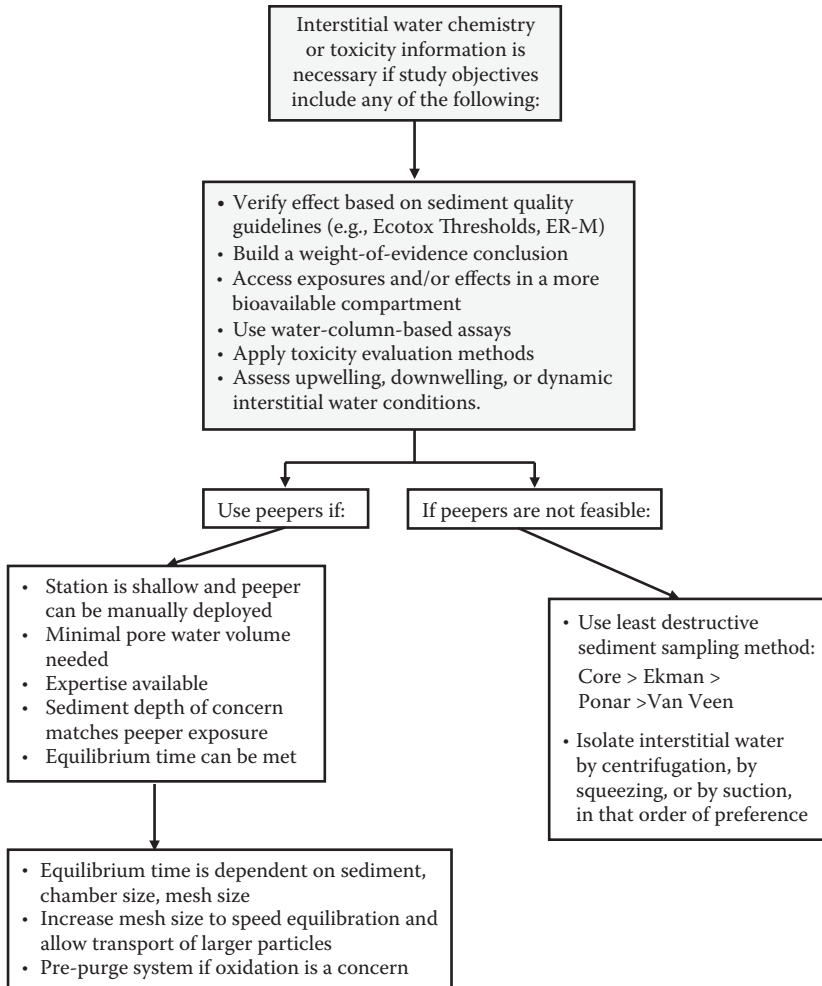 Interstitial water chemistry
or toxicity information is
necessary if study objectives
include any of the following:
• Verify effect based on sediment quality
guidelines (e.g., Ecotox Thresholds, ER-M)
• Build a weight-of-evidence conclusion
• Access exposures and/or effects in a more
bioavailable compartment
• Use water-column-based assays
• Apply toxicity evaluation methods
• Assess upwelling, downwelling, or dynamic
interstitial water conditions.
Use peepers if:
If peepers are not feasible:
• Station is shallow and peeper
can be manually deployed
• Minimal pore water volume
needed
• Expertise available
• Sediment depth of concern
matches peeper exposure
• Equilibrium time can be met
• Use least destructive
sediment sampling method:
Core > Ekman >
Ponar >Van Veen
• Isolate interstitial water
by centrifugation, by
squeezing, or by suction,
in that order of preference
• Equilibrium time is dependent on sediment,
chamber size, mesh size
• Increase mesh size to speed equilibration and
allow transport of larger particles
• Pre-purge system if oxidation is a concern